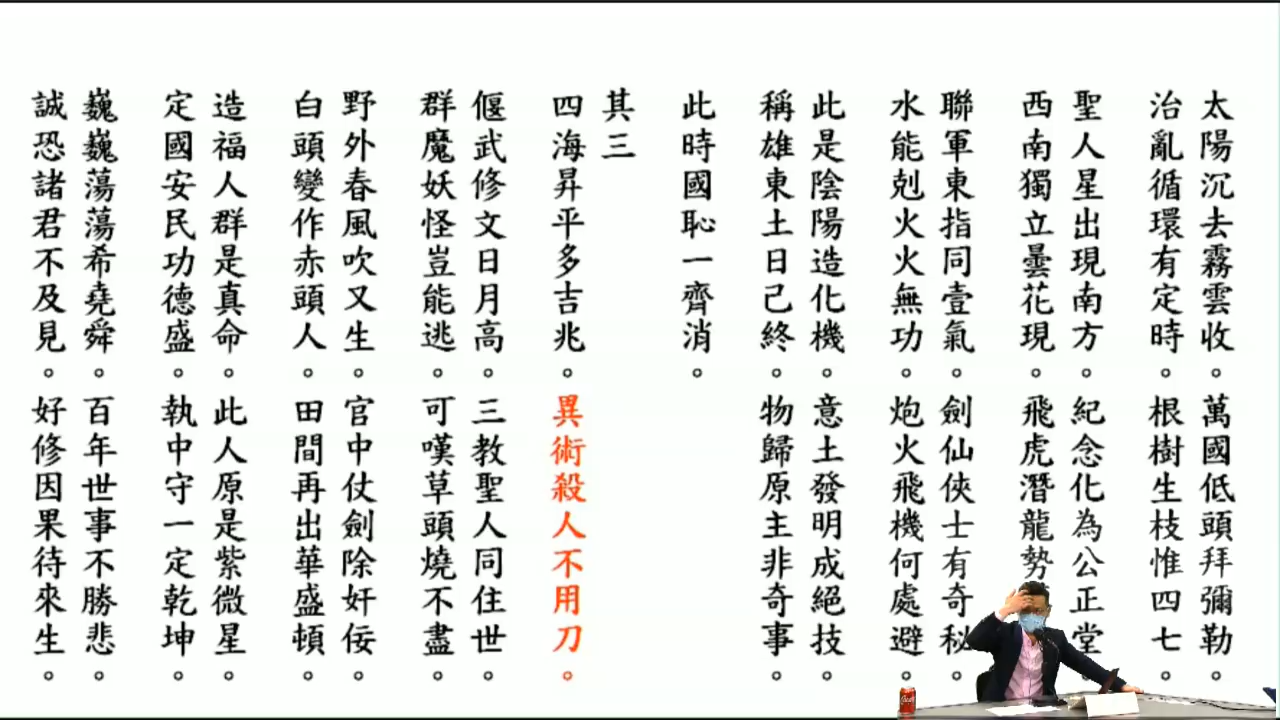 太陽沉去霧雲收。萬國低頭拜彌勒。
治亂循環有定時。根樹生枝惟四七。
聖人星出現南方。紀念化為公正堂。
西南獨立曇花現。飛虎潛龍勢
聯軍東指同壹氣。劍仙俠士有奇秘
水能剋火火無功。炮火飛機何處避。
此是陰陽造化機。意土發明成絕技。
稱雄東土日己終。物歸原主非奇事。
此時國恥一齊消。
其三
四海昇平多吉兆。異術殺人不用刀。
偃武修文日月高。三教聖人同住世。
群魔妖怪豈能逃。可嘆草頭燒不盡。
野外春風吹又生。官中仗劍除奸佞。
白頭變作赤頭人。田間再出華盛頓。
造福人群是真命。此人原是紫微星。
定國安民功德盛。執中守一定乾坤。
巍巍蕩蕩希堯舜。百年世事不勝悲。
誠恐諸君不及見。好修因果待來生。